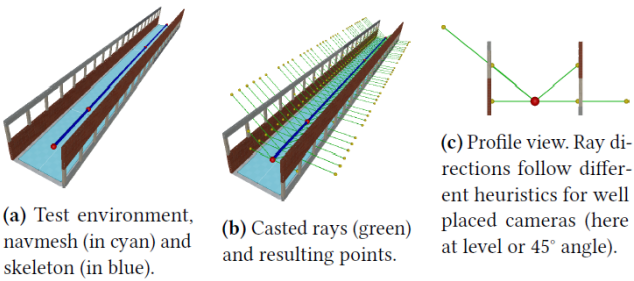 (a) Test environment,
navmesh (in cyan) and
skeleton (in blue).
(b) Casted rays (green)
and resulting points.
(c) Profile view. Ray di-
rections follow differ-
ent heuristics for well
placed cameras (here
at level or 45° angle).